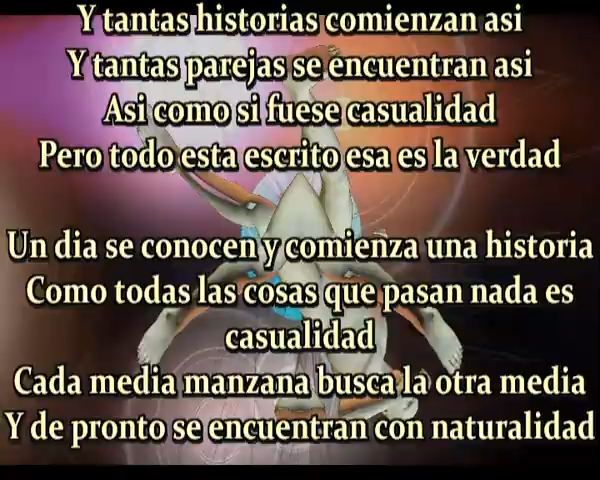 Y tantas historias comienzan asi
Y tantas parejas se encuentran asi
Asi como si fuese casualidad
Pero todo esta escrito esa es la verdad
Un dia se conocen y comienza una historia
Como todas las cosas que pasan nada es
casualidad
Cada media manzana busca la otra media
Y de pronto se encuentran con naturalidad